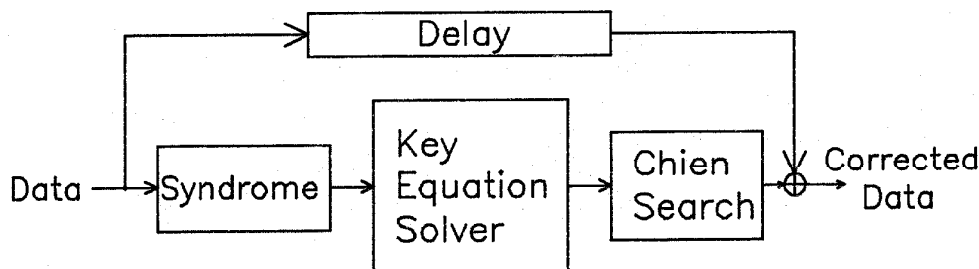 Delay
Data
Syndrome
Key
Equation
Solver
Chien
Search
Corrected
Data